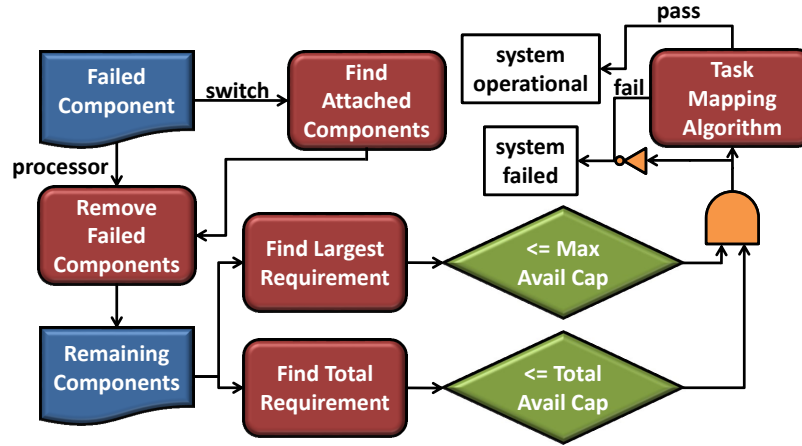 Failed
Component
switch
Find
Attached
Components
system
operational
pass
fail
Task
Mapping
Algorithm
system
failed
processor
Remove
Failed
Components
Find Largest
Requirement
<= Max
Avail Cap
Remaining
Components
Find Total
Requirement
<= Total
Avail Cap